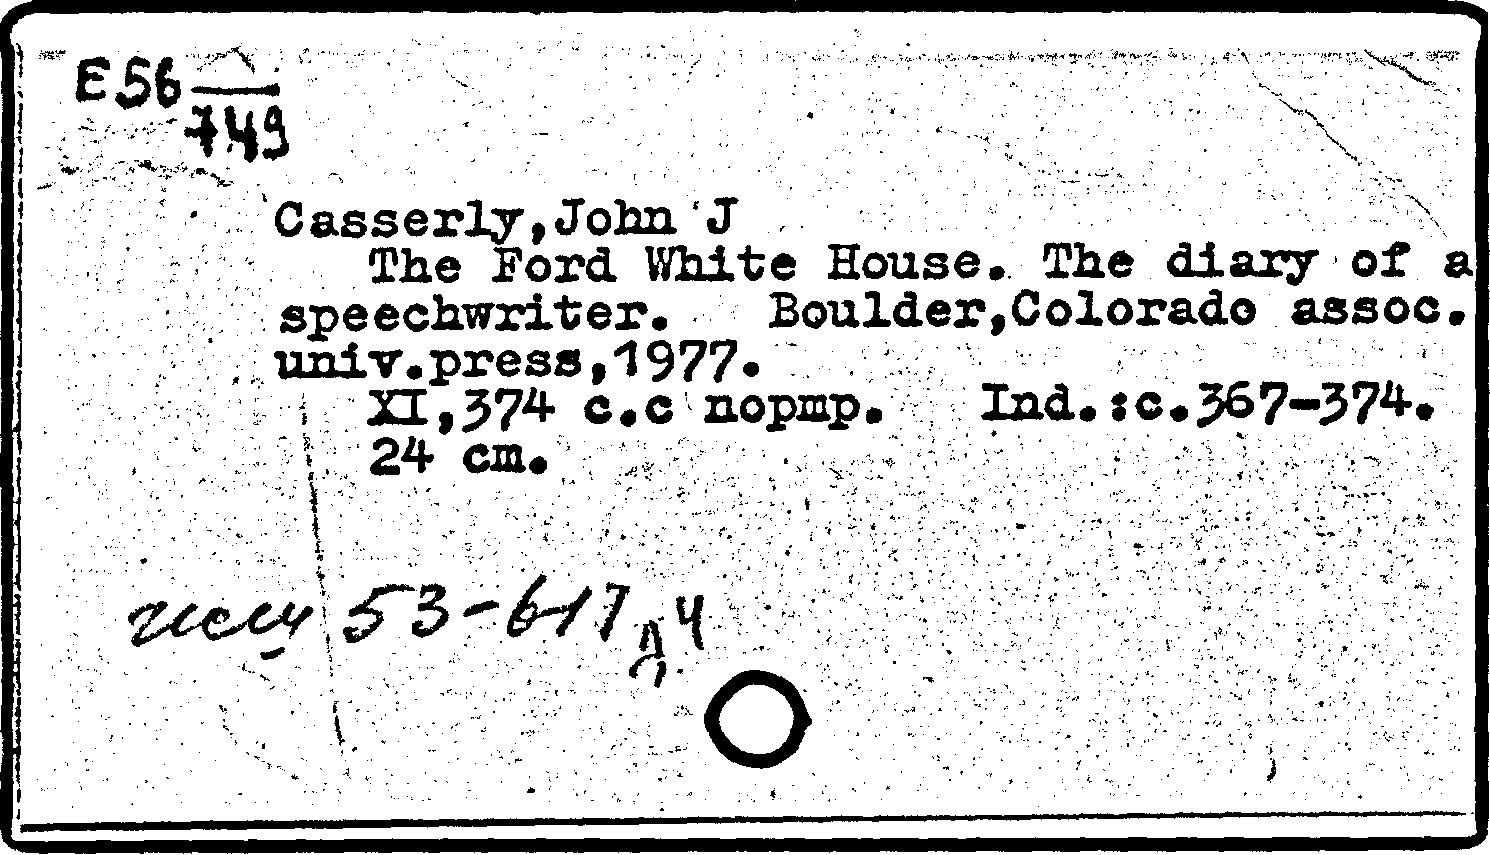 E56
749
Casserly,John J
The Ford White House. The diary of a
speechwriter. Boulder,Colorado assoc.
univ.press,1977.
XI,374 c.c портр. Ind.:c.367-374.
24 cm.
53-617